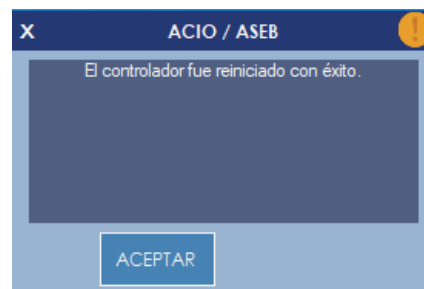 X ACIO / ASEB !
El controlador fue reiniciado con éxito.
ACEPTAR